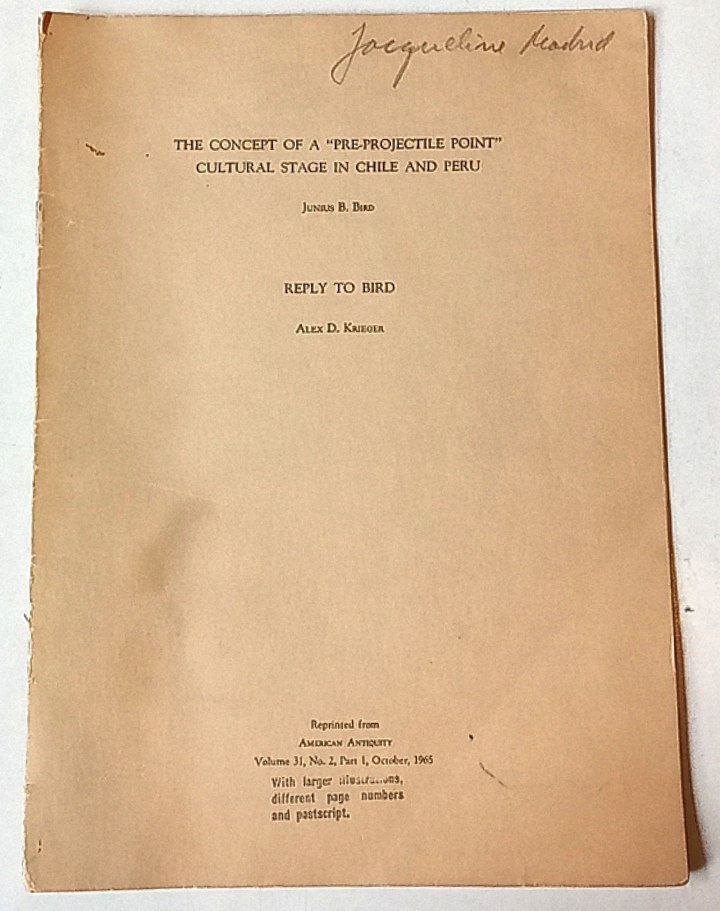 Jacqueline Madrid
THE CONCEPT OF A “PRE-PROJECTILE POINT”
CULTURAL STAGE IN CHILE AND PERU
Junius B. Bird
REPLY TO BIRD
Alex D. Krieger
Reprinted from
American Antiquity
Volume 31, No. 2, Part 1, October, 1965
With larger illustrations,
different page numbers
and postscript.